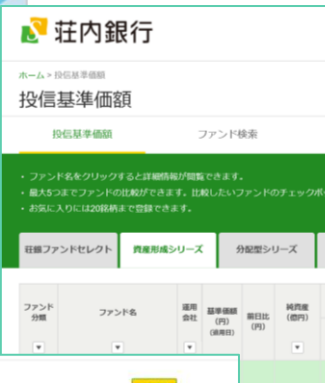 荘内銀行
ホーム > 投信基準価額
投信基準価額
投信基準価額 ファンド検索
・ファンド名をクリックすると詳細情報が閲覧できます。
・最大5つまでファンドの比較ができます。比較したいファンドのチェックボ
・お気に入りには20銘柄まで登録できます。
荘銀ファンドセレクト 資産形成シリーズ 分配型シリーズ
ファンド分類 ファンド名 運用会社 基準価額(円)(適用日) 前日比(円) 純資産(億円)